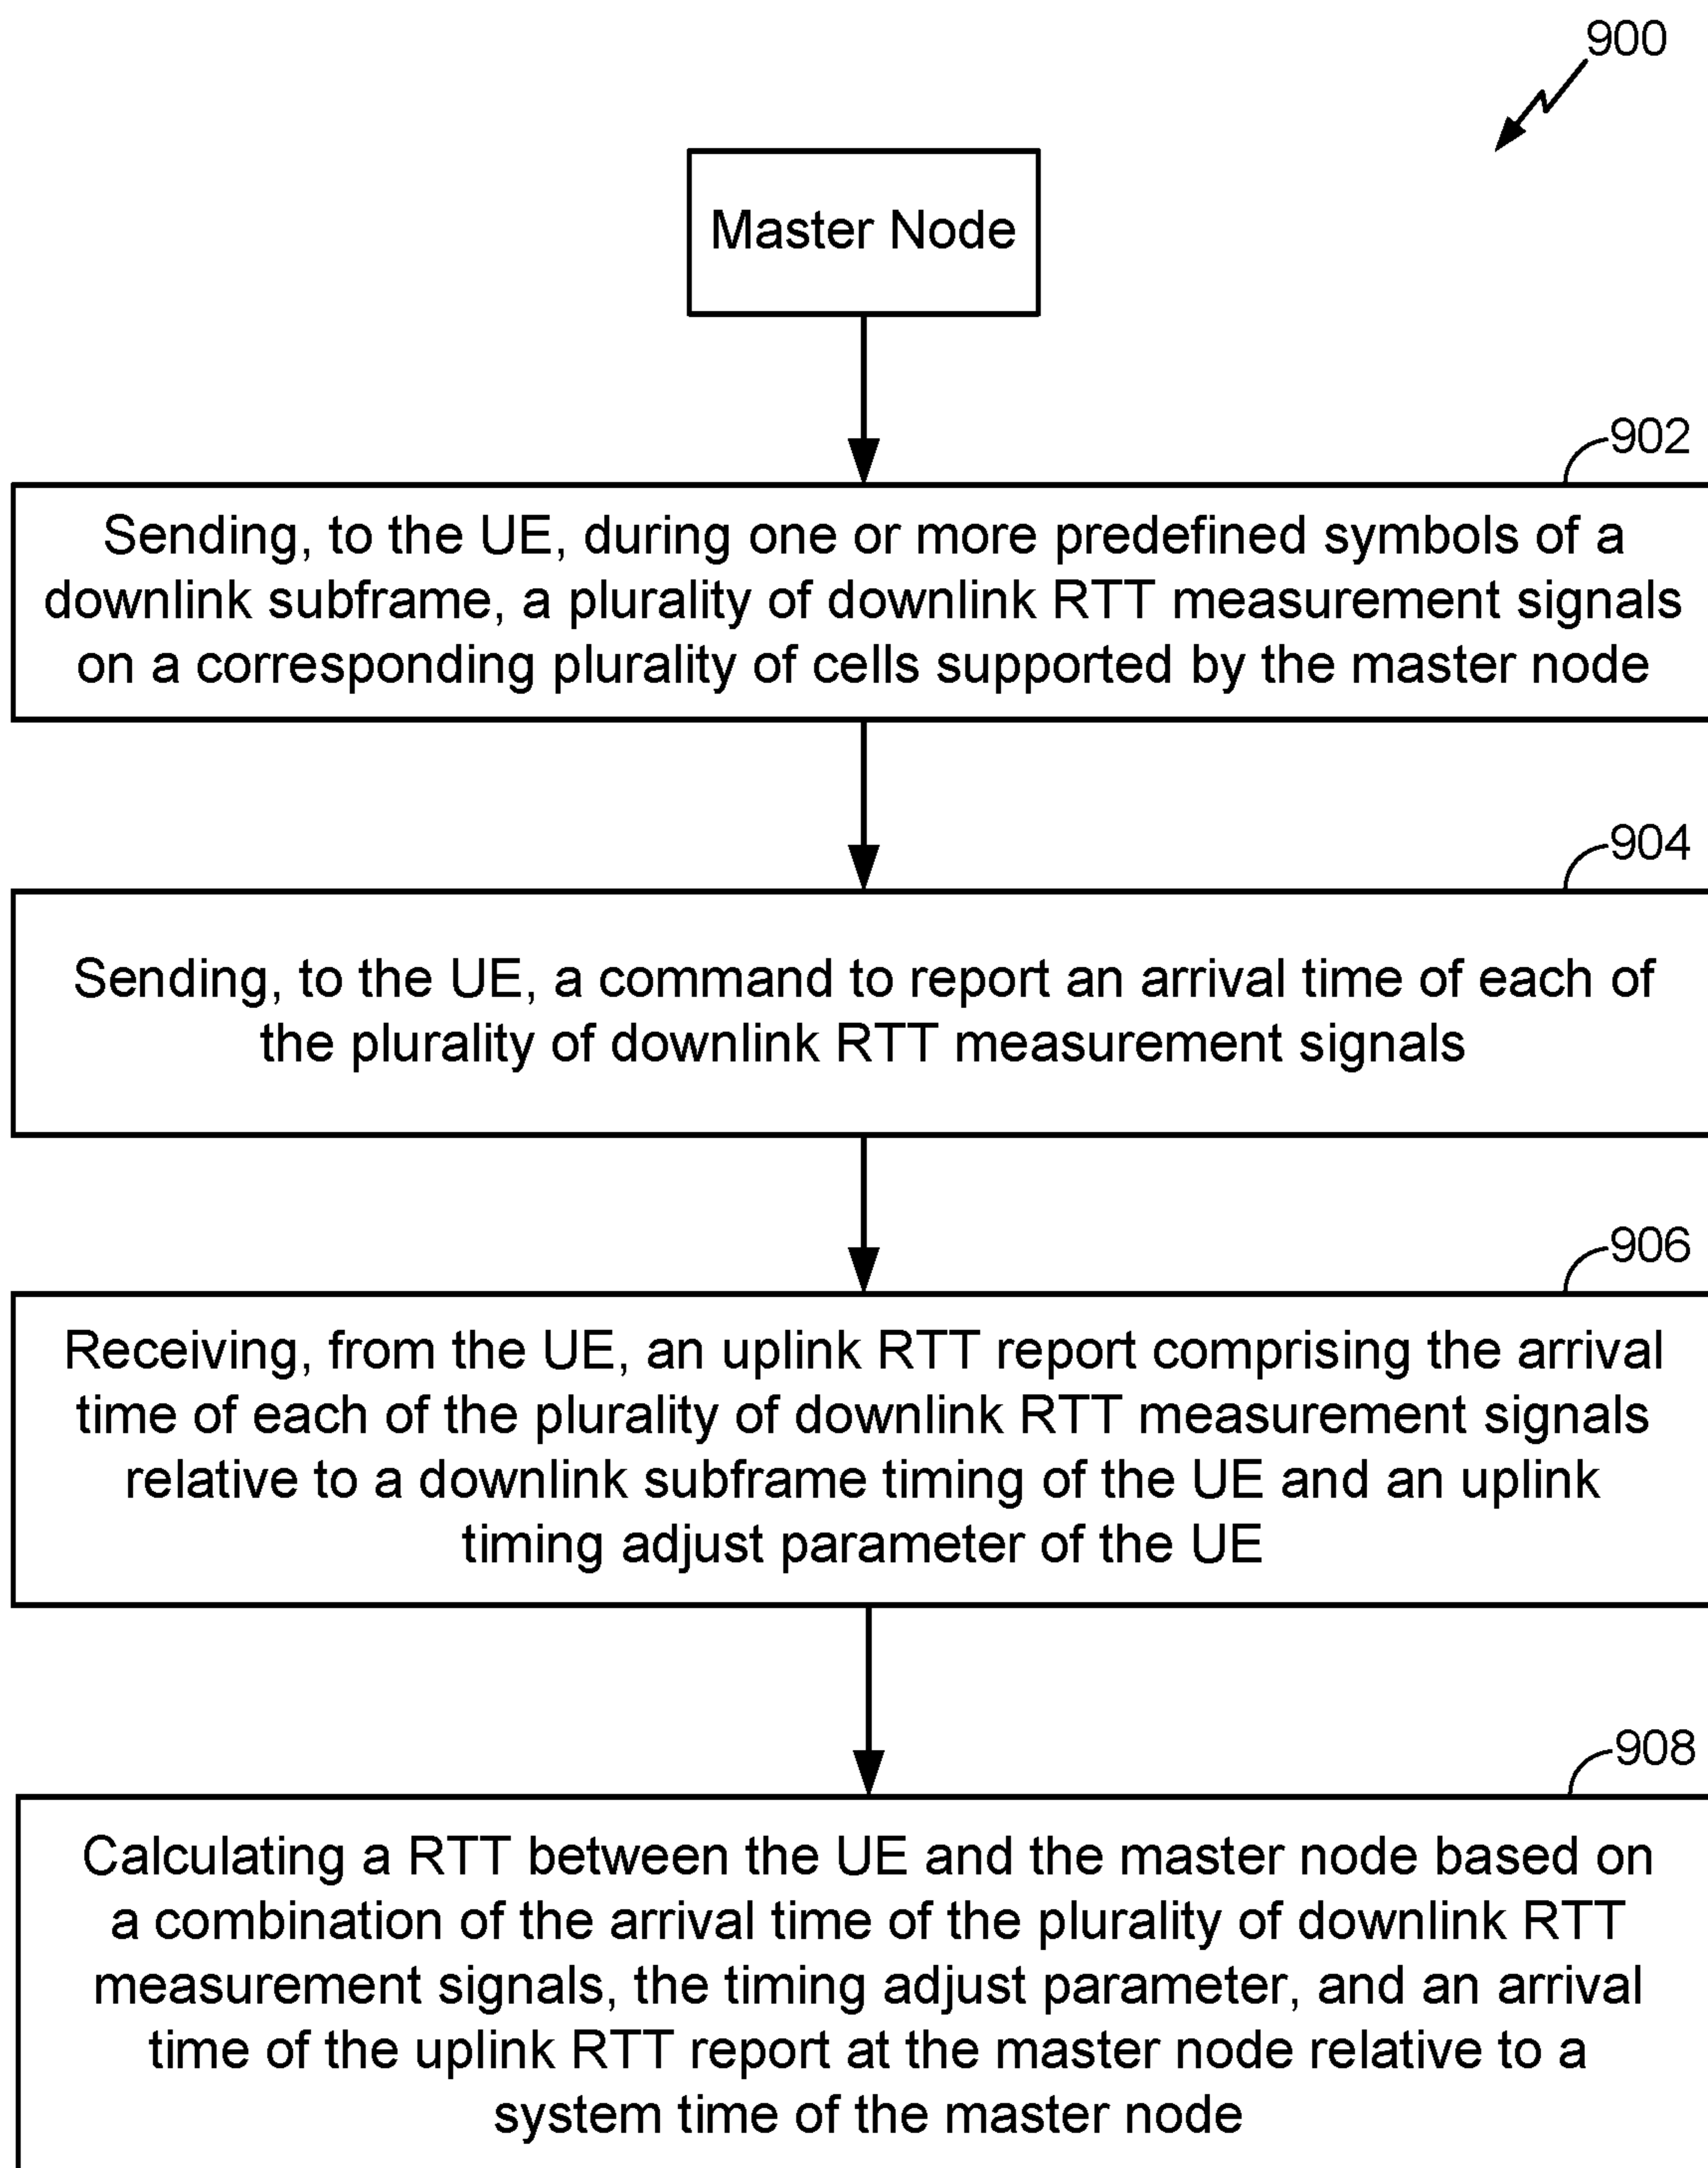 900
Master Node
902
Sending, to the UE, during one or more predefined symbols of a
downlink subframe, a plurality of downlink RTT measurement signals
on a corresponding plurality of cells supported by the master node
904
Sending, to the UE, a command to report an arrival time of each of
the plurality of downlink RTT measurement signals
906
Receiving, from the UE, an uplink RTT report comprising the arrival
time of each of the plurality of downlink RTT measurement signals
relative to a downlink subframe timing of the UE and an uplink
timing adjust parameter of the UE
908
Calculating a RTT between the UE and the master node based on
a combination of the arrival time of the plurality of downlink RTT
measurement signals, the timing adjust parameter, and an arrival
time of the uplink RTT report at the master node relative to a
system time of the master node